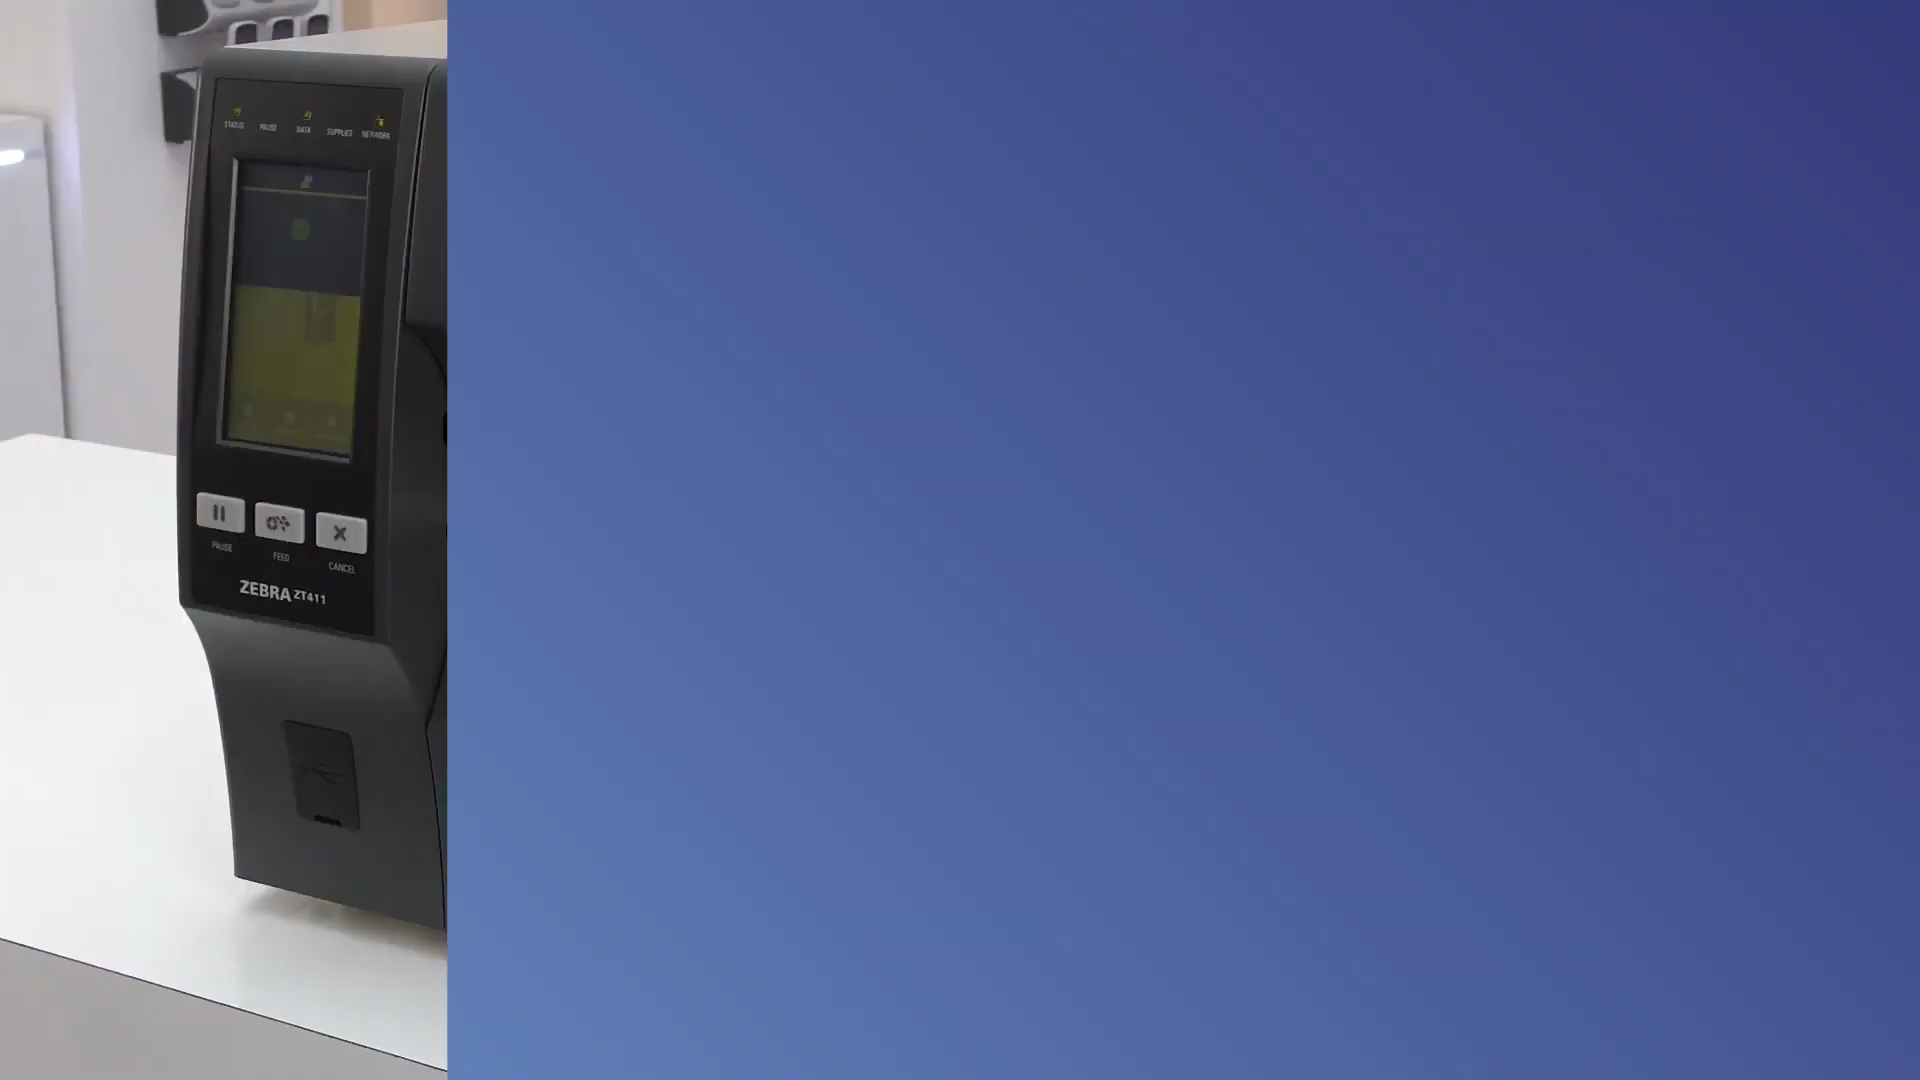 STATUS PAUSE DATA SUPPLIES NETWORK
PAUSE FEED CANCEL
ZEBRA ZT411